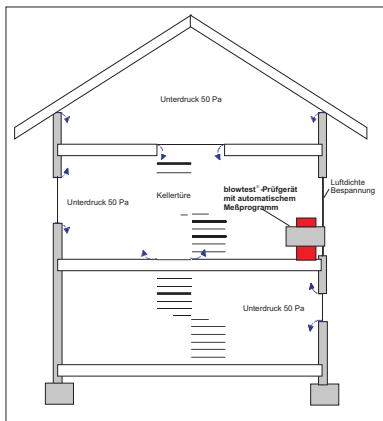 Unterdruck 50 Pa
Kellertüre
Luftdichte
Bespannung
blowtest®-Prüfgerät
mit automatischem
Meßprogramm
Unterdruck 50 Pa
Unterdruck 50 Pa